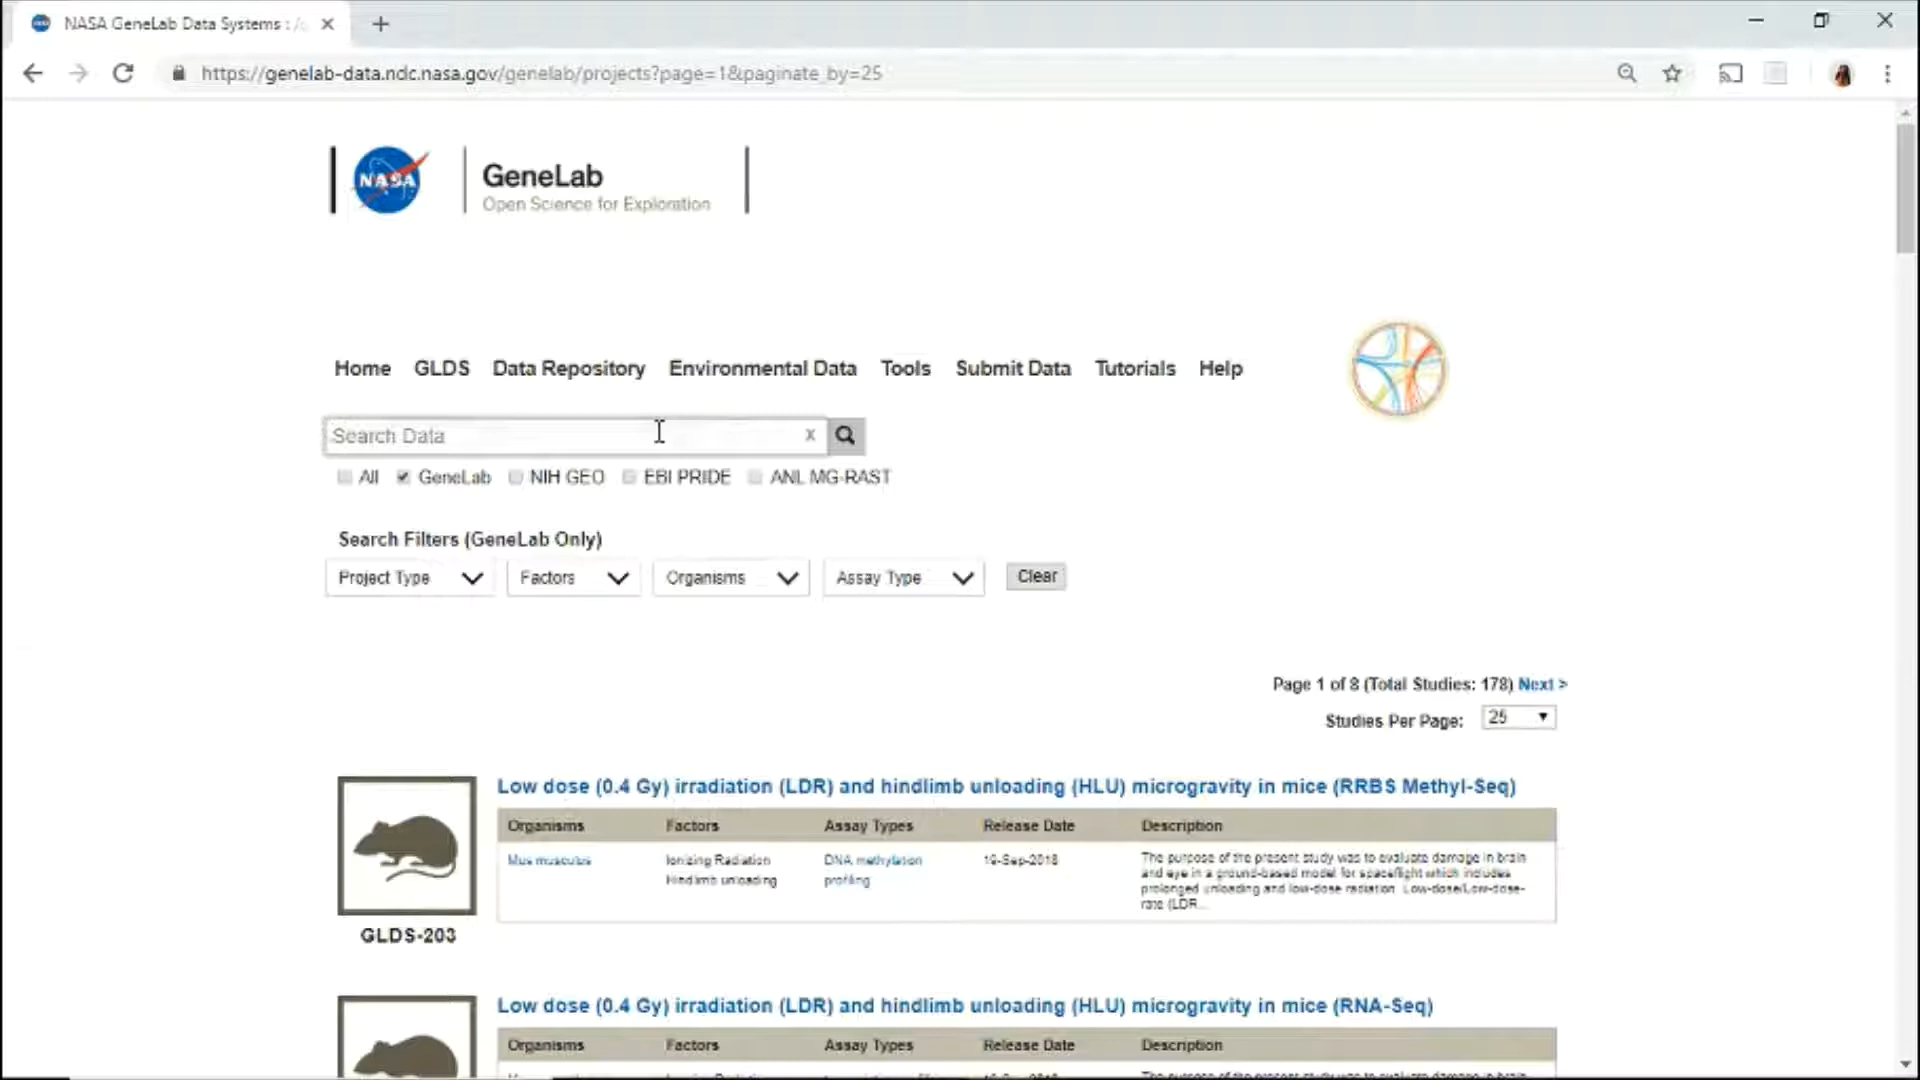 NASA GeneLab Data Systems : /
https://genelab-data.ndc.nasa.gov/genelab/projects?page=1&paginate_by=25
NASA
GeneLab
Open Science for Exploration
Home GLDS Data Repository Environmental Data Tools Submit Data Tutorials Help
Search Data x
All GeneLab NIH GEO EBI PRIDE ANL MG-RAST
Search Filters (GeneLab Only)
Project Type Factors Organisms Assay Type Clear
Page 1 of 8 (Total Studies: 178) Next >
Studies Per Page: 25
Low dose (0.4 Gy) irradiation (LDR) and hindlimb unloading (HLU) microgravity in mice (RRBS Methyl-Seq)
Organisms Factors Assay Types Release Date Description
Mus musculus Ionizing Radiation DNA methylation 19-Sep-2018 The purpose of the present study was to evaluate damage in brain
Hindlimb unloading profiling and eye in a ground-based model for spaceflight which includes
prolonged unloading and low-dose radiation. Low-dose/Low-dose-
rate (LDR...
GLDS-203
Low dose (0.4 Gy) irradiation (LDR) and hindlimb unloading (HLU) microgravity in mice (RNA-Seq)
Organisms Factors Assay Types Release Date Description